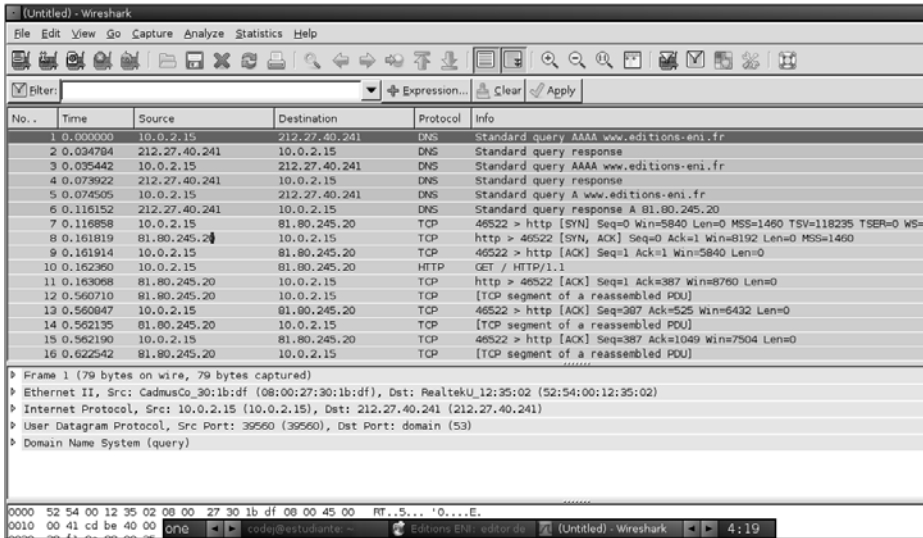 (Untitled) - Wireshark
File Edit View Go Capture Analyze Statistics Help
Filter: Expression... Clear Apply
No. . Time Source Destination Protocol Info
1 0.000000 10.0.2.15 212.27.40.241 DNS Standard query AAAA www.editions-eni.fr
2 0.034784 212.27.40.241 10.0.2.15 DNS Standard query response
3 0.035442 10.0.2.15 212.27.40.241 DNS Standard query AAAA www.editions-eni.fr
4 0.073922 212.27.40.241 10.0.2.15 DNS Standard query response
5 0.074505 10.0.2.15 212.27.40.241 DNS Standard query A www.editions-eni.fr
6 0.116152 212.27.40.241 10.0.2.15 DNS Standard query response A 81.80.245.20
7 0.116858 10.0.2.15 81.80.245.20 TCP 46522 > http [SYN] Seq=0 Win=5840 Len=0 MSS=1460 TSV=118235 TSER=0 WS=
8 0.161819 81.80.245.20 10.0.2.15 TCP http > 46522 [SYN, ACK] Seq=0 Ack=1 Win=8192 Len=0 MSS=1460
9 0.161914 10.0.2.15 81.80.245.20 TCP 46522 > http [ACK] Seq=1 Ack=1 Win=5840 Len=0
10 0.162360 10.0.2.15 81.80.245.20 HTTP GET / HTTP/1.1
11 0.163068 81.80.245.20 10.0.2.15 TCP http > 46522 [ACK] Seq=1 Ack=387 Win=8760 Len=0
12 0.560710 81.80.245.20 10.0.2.15 TCP [TCP segment of a reassembled PDU]
13 0.560847 10.0.2.15 81.80.245.20 TCP 46522 > http [ACK] Seq=387 Ack=525 Win=6432 Len=0
14 0.562135 81.80.245.20 10.0.2.15 TCP [TCP segment of a reassembled PDU]
15 0.562190 10.0.2.15 81.80.245.20 TCP 46522 > http [ACK] Seq=387 Ack=1049 Win=7504 Len=0
16 0.622542 81.80.245.20 10.0.2.15 TCP [TCP segment of a reassembled PDU]
Frame 1 (79 bytes on wire, 79 bytes captured)
Ethernet II, Src: CadmusCo_30:1b:df (08:00:27:30:1b:df), Dst: RealtekU_12:35:02 (52:54:00:12:35:02)
Internet Protocol, Src: 10.0.2.15 (10.0.2.15), Dst: 212.27.40.241 (212.27.40.241)
User Datagram Protocol, Src Port: 39560 (39560), Dst Port: domain (53)
Domain Name System (query)
0000 52 54 00 12 35 02 08 00 27 30 1b df 08 00 45 00 RT..5... '0....E.
0010 00 41 cd be 40 00
one codej@estudiante: ~ Editions ENI: editor de (Untitled) - Wireshark 4:19